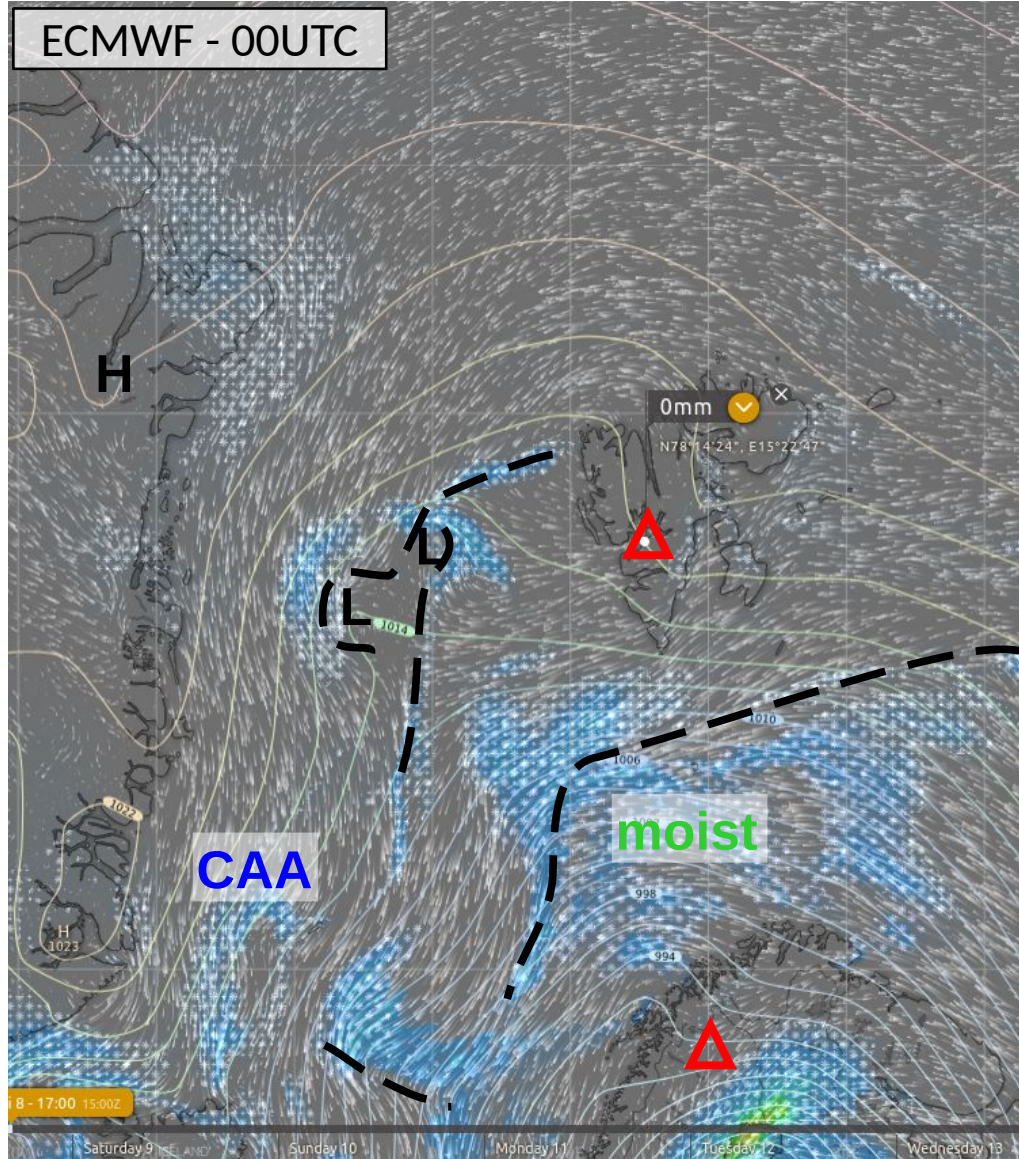 ECMWF - 00UTC
H
0mm
N78°14'24", E15°22'47"
L
L
1014
1010
1006
1022
moist
CAA
998
H
1023
994
i 8 - 17:00 15:00Z
Saturday 9 Sunday 10 Monday 11 Tuesday 12 Wednesday 13